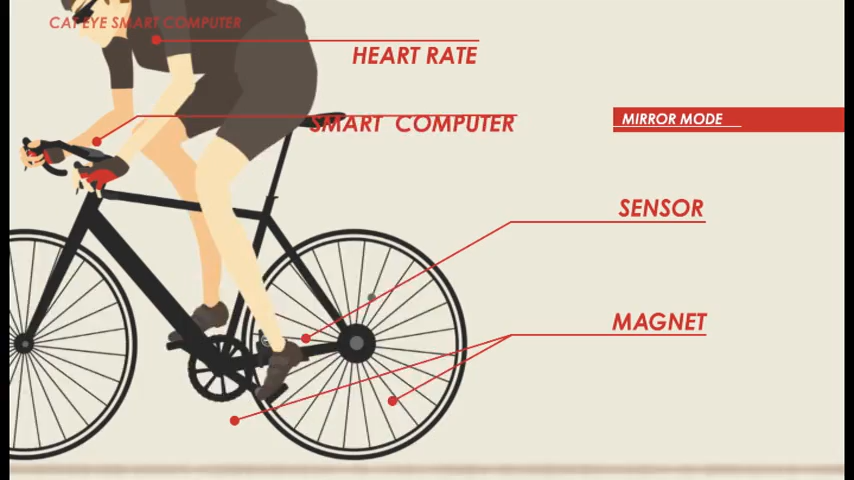 CAT EYE SMART COMPUTER
HEART RATE
SMART COMPUTER
MIRROR MODE
SENSOR
MAGNET